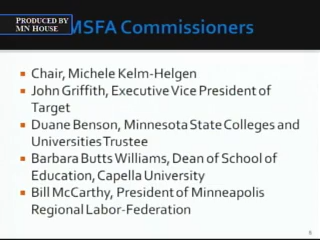 PRODUCED BY
MN HOUSE
MSFA Commissioners
Chair, Michele Kelm-Helgen
John Griffith, Executive Vice President of
Target
Duane Benson, Minnesota State Colleges and
Universities Trustee
Barbara Butts Williams, Dean of School of
Education, Capella University
Bill McCarthy, President of Minneapolis
Regional Labor-Federation